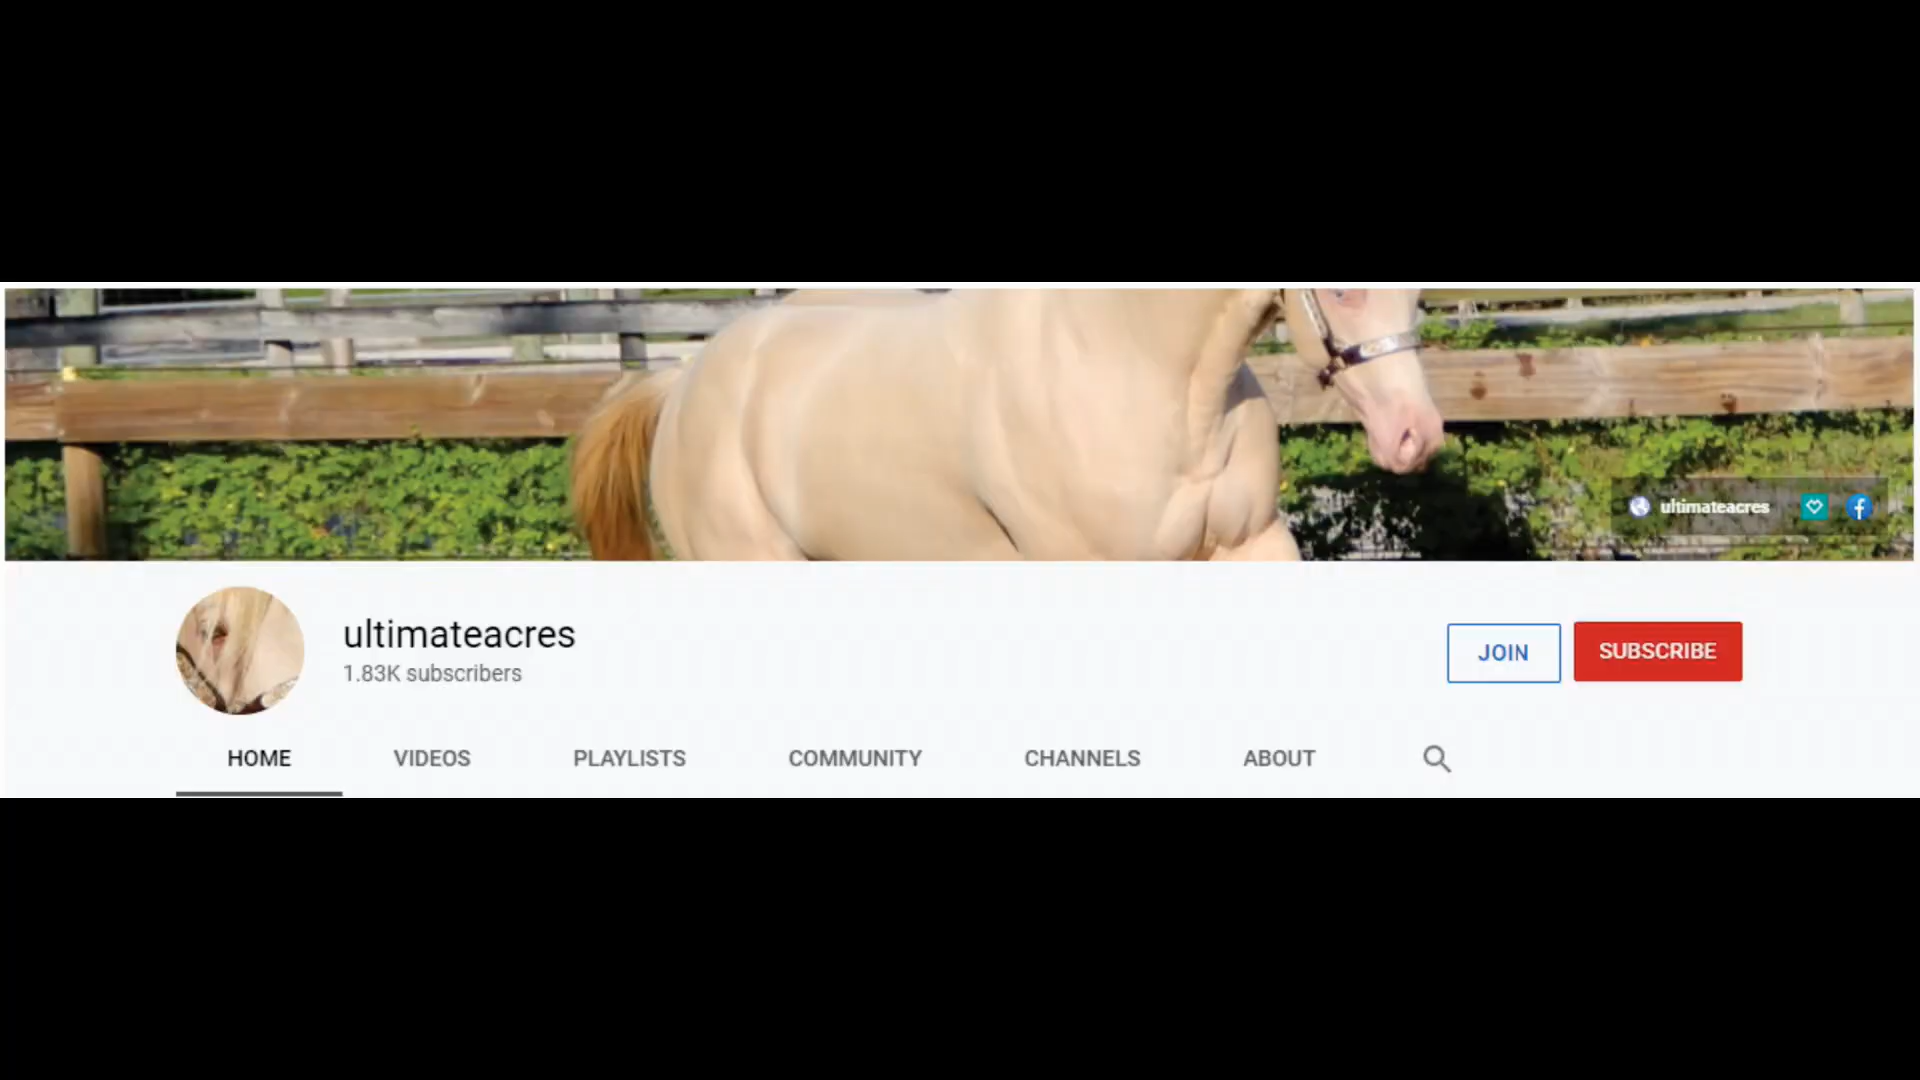 ultimateacres
ultimateacres
1.83K subscribers
JOIN
SUBSCRIBE
HOME VIDEOS PLAYLISTS COMMUNITY CHANNELS ABOUT